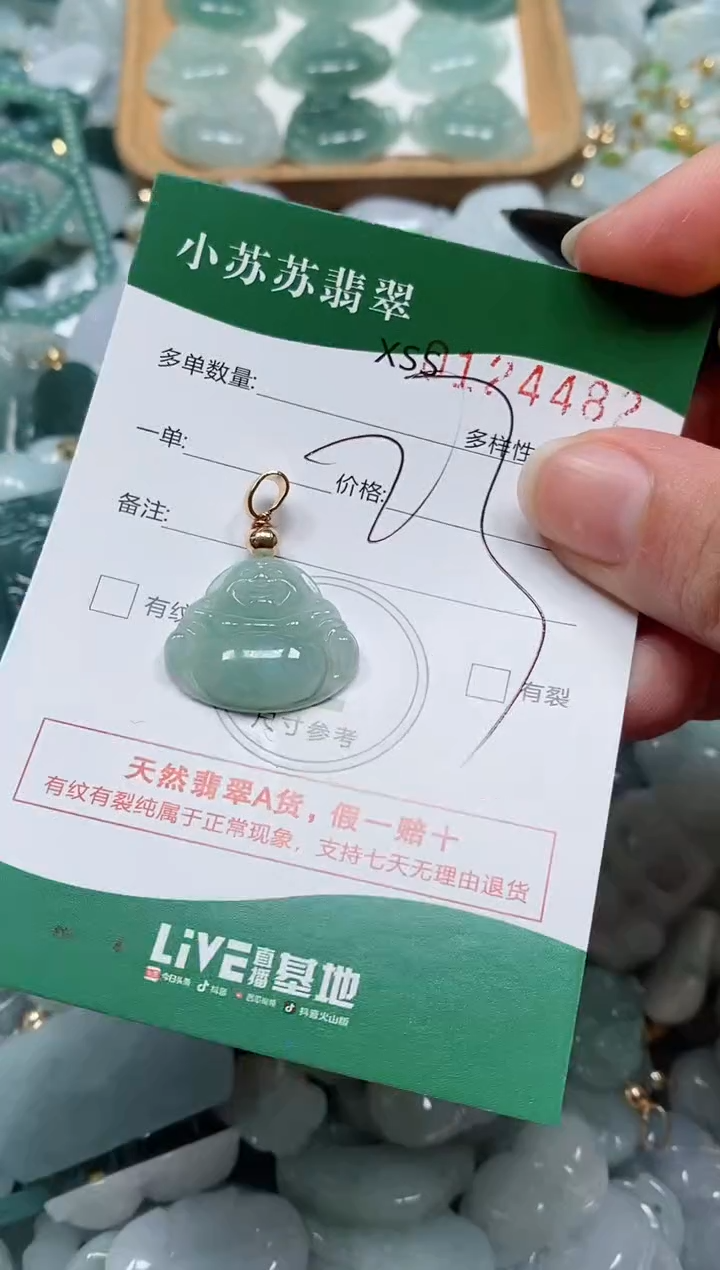 小苏苏翡翠
XSS0124482
多单数量:
多样性
一单:
价格:
备注:
有纹
有裂
尺寸参考
天然翡翠A货，假一赔十
有纹有裂纯属于正常现象，支持七天无理由退货
LiVE直播基地
今日头条 抖音 西瓜视频 抖音火山版